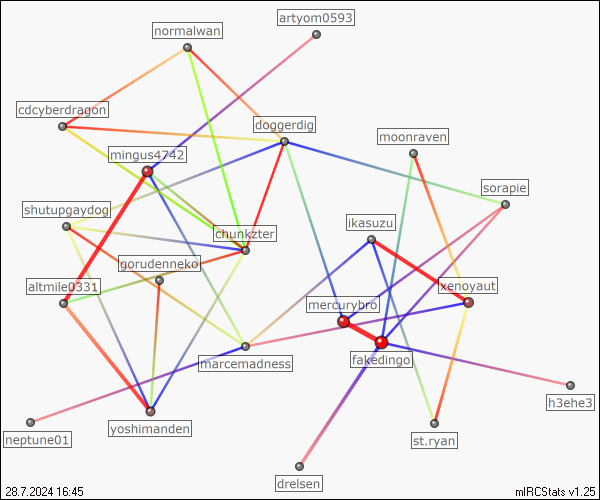 artyom0593
normalwan
cdcyberdragon
doggerdig
moonraven
mingus4742
sorapie
shutupgaydog
ikasuzu
chunkzter
gorudenneko
altmile0331
xenoyaut
mercurybro
fakedingo
marcemadness
h3ehe3
yoshimanden
neptune01
st.ryan
drelsen
28.7.2024 16:45
mIRCStats v1.25